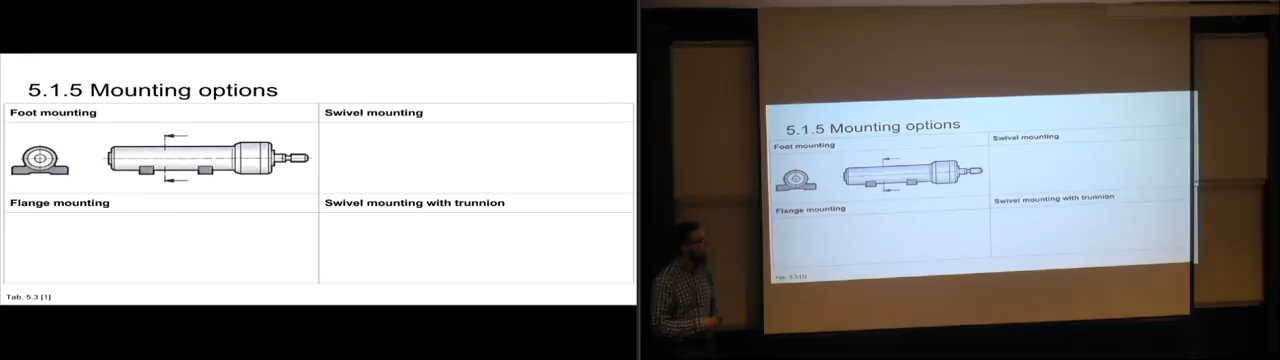 5.1.5 Mounting options
Foot mounting
Swivel mounting
Flange mounting
Swivel mounting with trunnion
Tab. 5.3 [1]
5.1.5 Mounting options
Foot mounting
Swivel mounting
Flange mounting
Swivel mounting with trunnion
Tab. 5.3 [1]